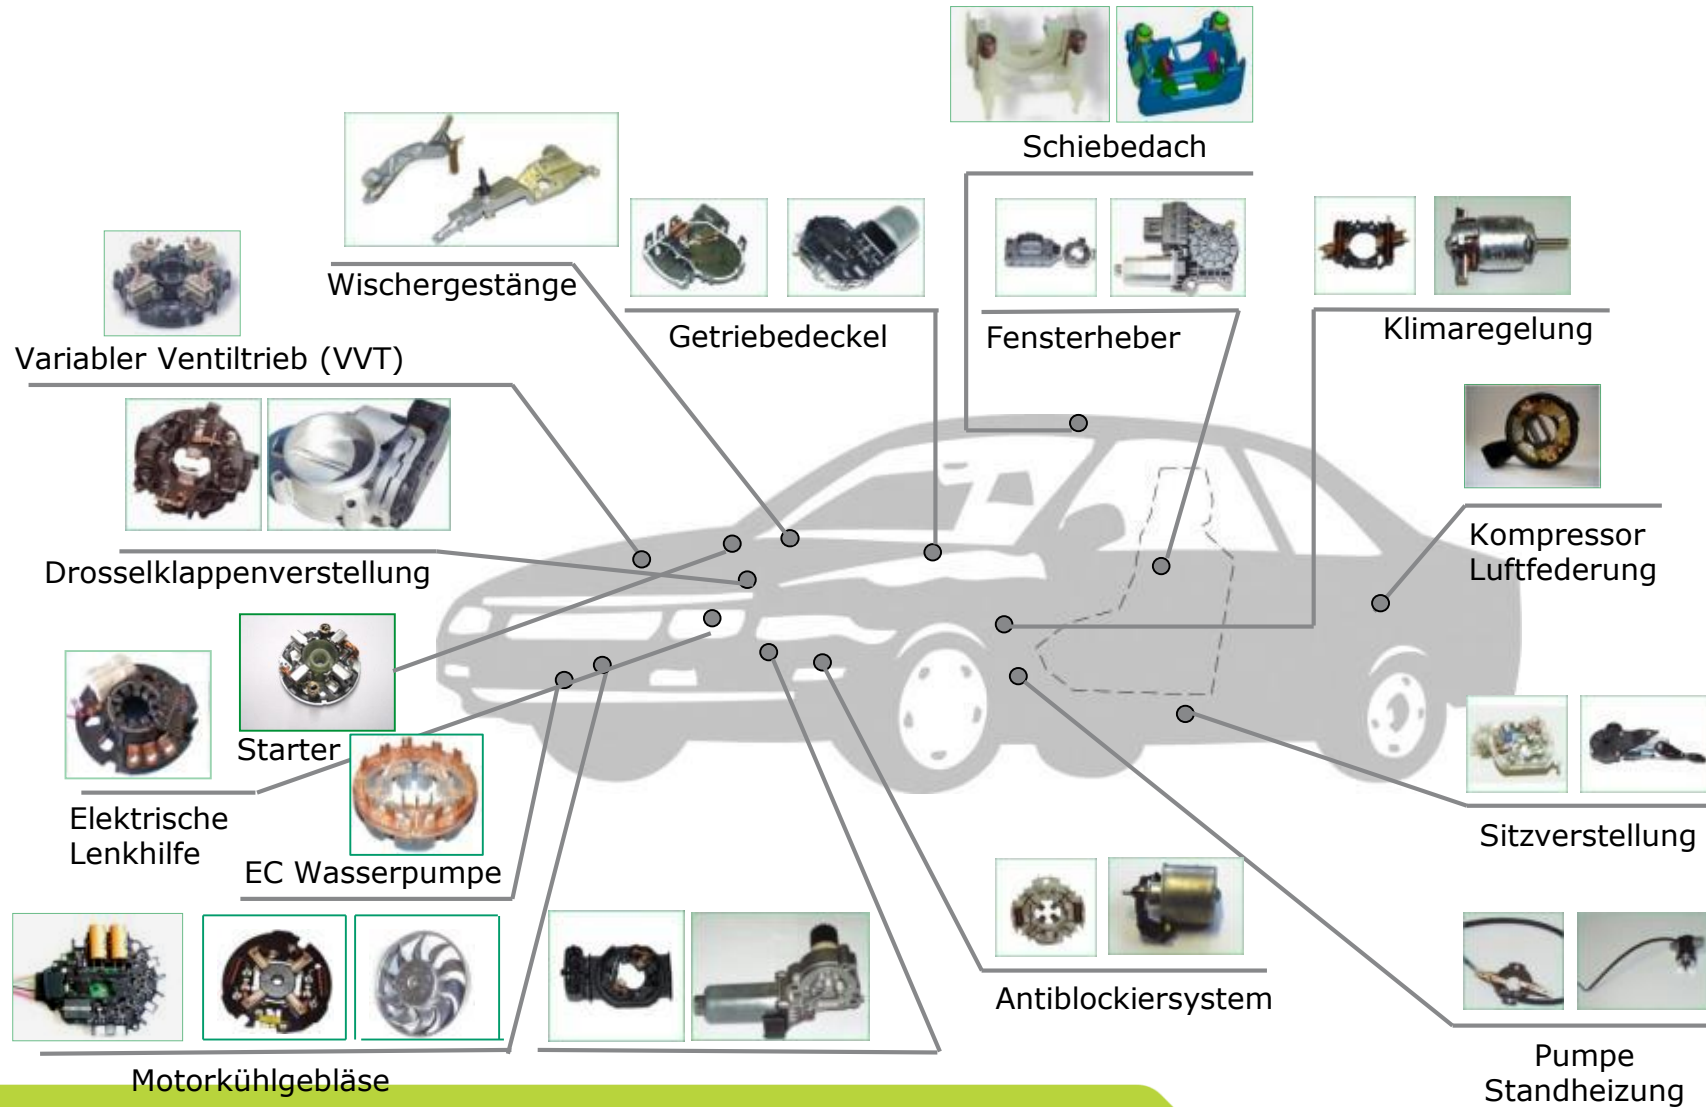 Schiebedach
Wischergestänge
Getriebedeckel
Fensterheber
Klimaregelung
Variabler Ventiltrieb (VVT)
Kompressor
Luftfederung
Drosselklappenverstellung
Starter
Elektrische
Lenkhilfe
Sitzverstellung
EC Wasserpumpe
Antiblockiersystem
Motorkühlgebläse
Pumpe
Standheizung